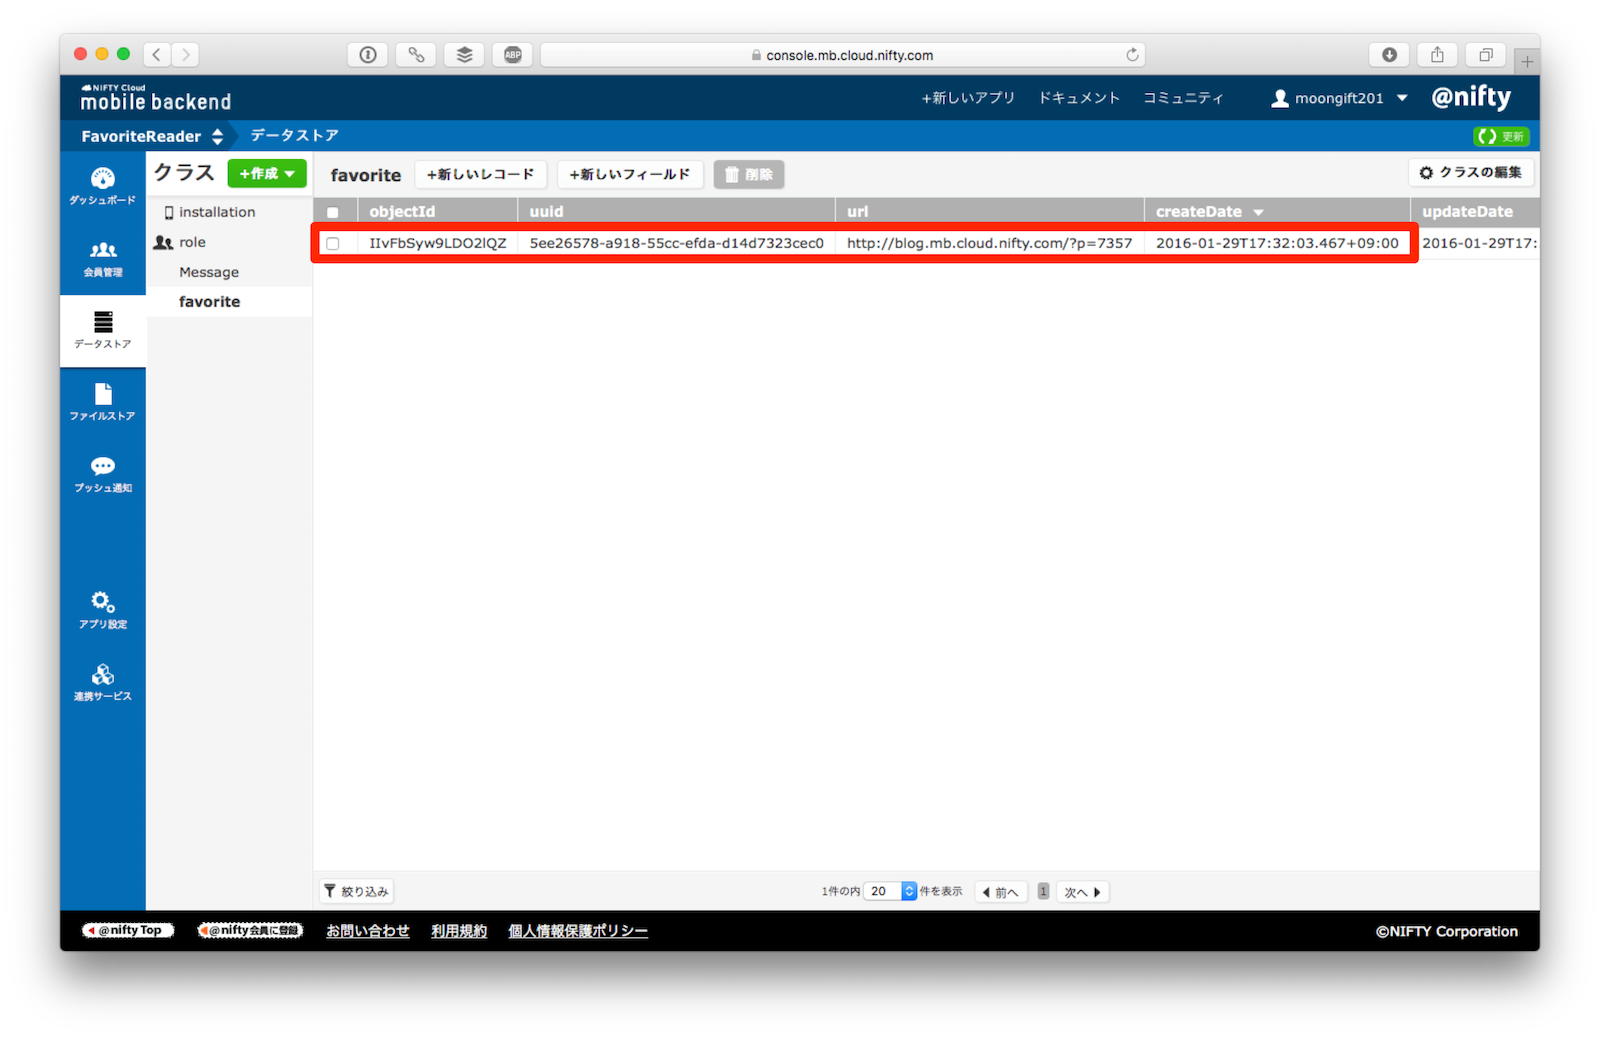 ABP
console.mb.cloud.nifty.com
NIFTY Cloud
mobile backend
+新しいアプリ ドキュメント コミュニティ moongift201 @nifty
FavoriteReader データストア 更新
ダッシュボード
会員管理
データストア
ファイルストア
プッシュ通知
アプリ設定
連携サービス
クラス +作成
installation
role
Message
favorite
favorite +新しいレコード +新しいフィールド 削除 クラスの編集
objectId uuid url createDate updateDate
IIvFbSyw9LDO2lQZ 5ee26578-a918-55cc-efda-d14d7323cec0 http://blog.mb.cloud.nifty.com/?p=7357 2016-01-29T17:32:03.467+09:00 2016-01-29T17:
絞り込み 1件の内 20 件を表示 前へ 1 次へ
@nifty Top @nifty会員に登録 お問い合わせ 利用規約 個人情報保護ポリシー ©NIFTY Corporation